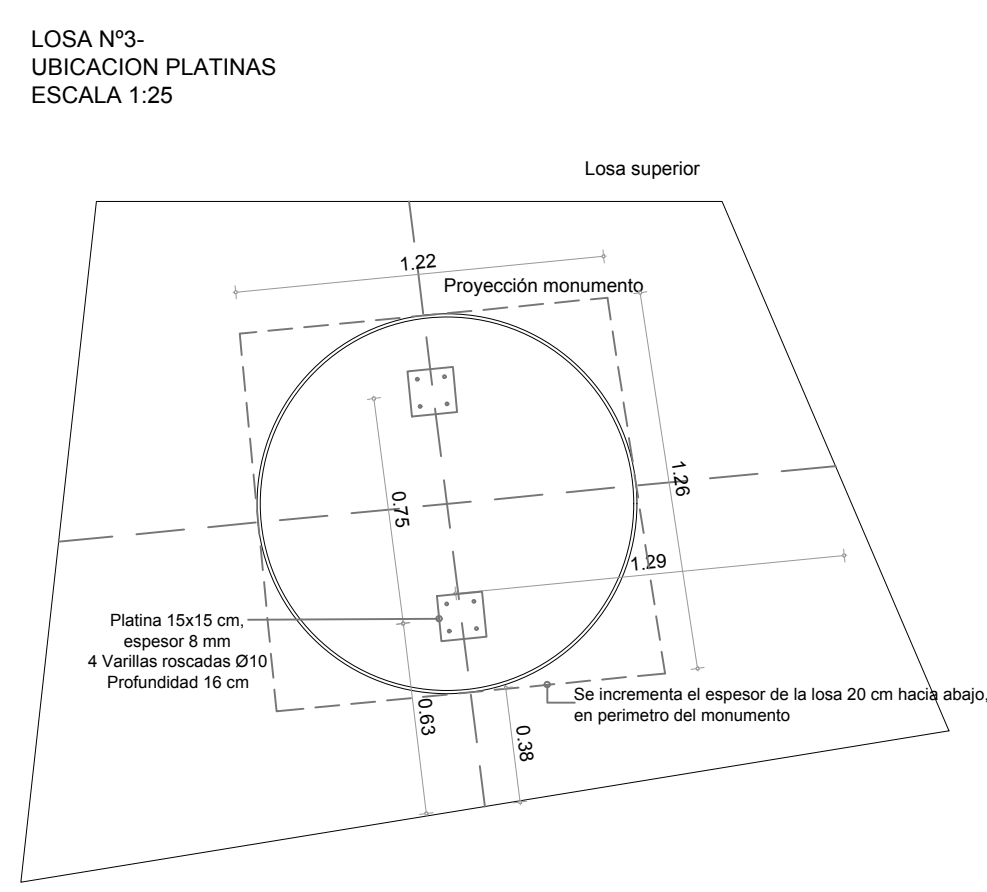 LOSA Nº3-
UBICACION PLATINAS
ESCALA 1:25
Losa superior
1.22
Proyección monumento
1.26
0.75
1.29
Platina 15x15 cm,
espesor 8 mm
4 Varillas roscadas Ø10
Profundidad 16 cm
Se incrementa el espesor de la losa 20 cm hacia abajo,
en perimetro del monumento
0.63
0.38